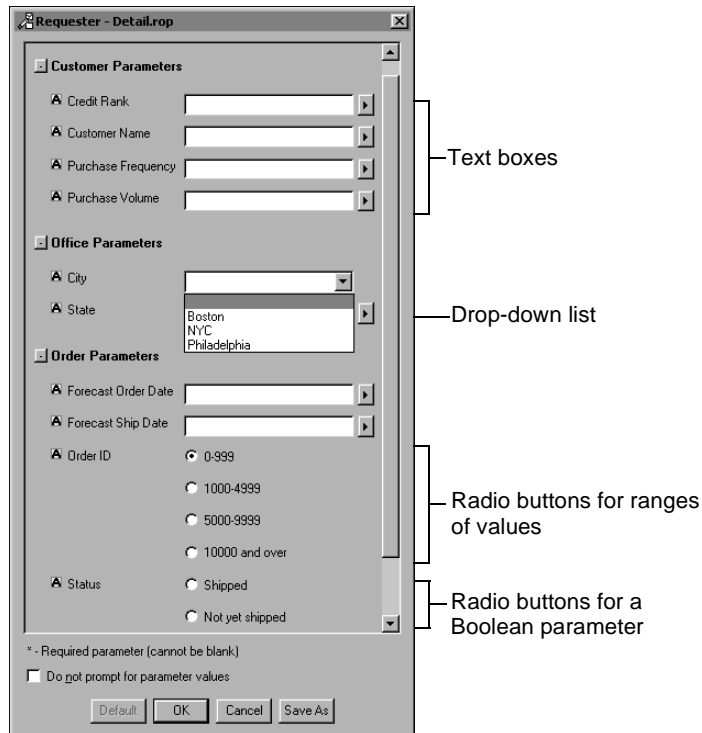 Requester - Detail.rop
Customer Parameters
Credit Rank
Customer Name
Purchase Frequency
Purchase Volume
Text boxes
Office Parameters
City
State
Boston
NYC
Philadelphia
Drop-down list
Order Parameters
Forecast Order Date
Forecast Ship Date
Order ID
0-999
1000-4999
5000-9999
10000 and over
Radio buttons for ranges
of values
Status
Shipped
Not yet shipped
Radio buttons for a
Boolean parameter
* - Required parameter (cannot be blank)
Do not prompt for parameter values
Default OK Cancel Save As